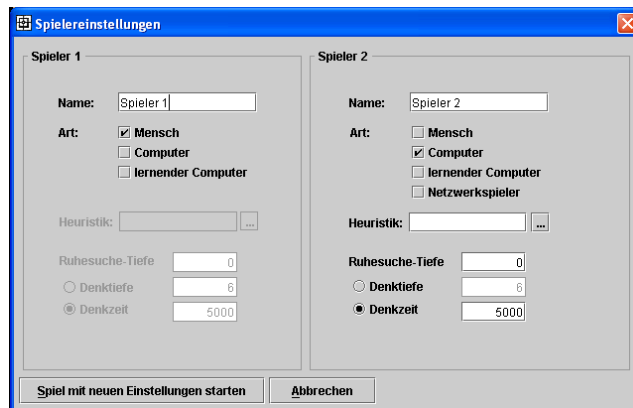 Spielereinstellungen
Spieler 1
Name: Spieler 1
Art: Mensch
Computer
lernender Computer
Heuristik: ...
Ruhesuche-Tiefe 0
Denktiefe 6
Denkzeit 5000
Spieler 2
Name: Spieler 2
Art: Mensch
Computer
lernender Computer
Netzwerkspieler
Heuristik: ...
Ruhesuche-Tiefe 0
Denktiefe 6
Denkzeit 5000
Spiel mit neuen Einstellungen starten Abbrechen